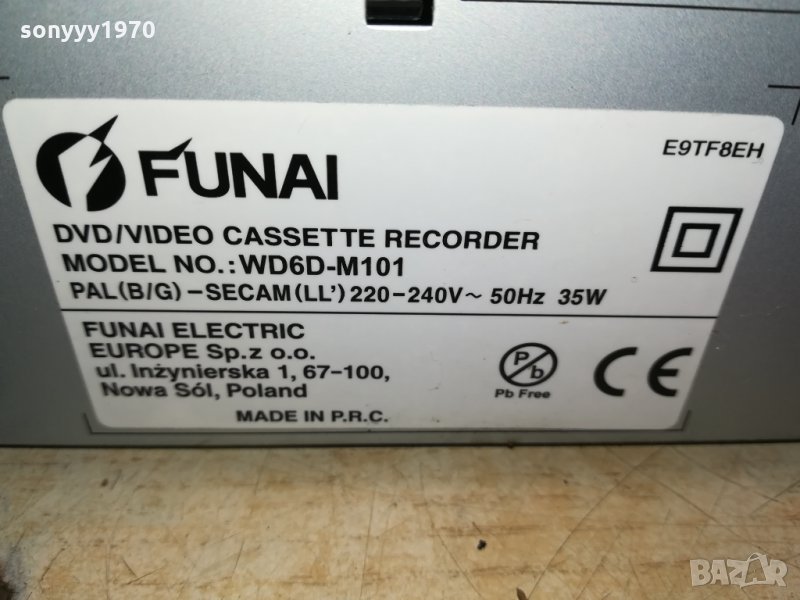 sonyyy1970
E9TF8EH
FUNAI
DVD/VIDEO CASSETTE RECORDER
MODEL NO.:WD6D-M101
PAL(B/G)-SECAM(LL') 220-240V~ 50Hz 35W
FUNAI ELECTRIC
EUROPE Sp.z o.o.
ul. Inżynierska 1, 67-100,
Nowa Sól, Poland
MADE IN P.R.C.
P/b
Pb Free
CE
BAZAR